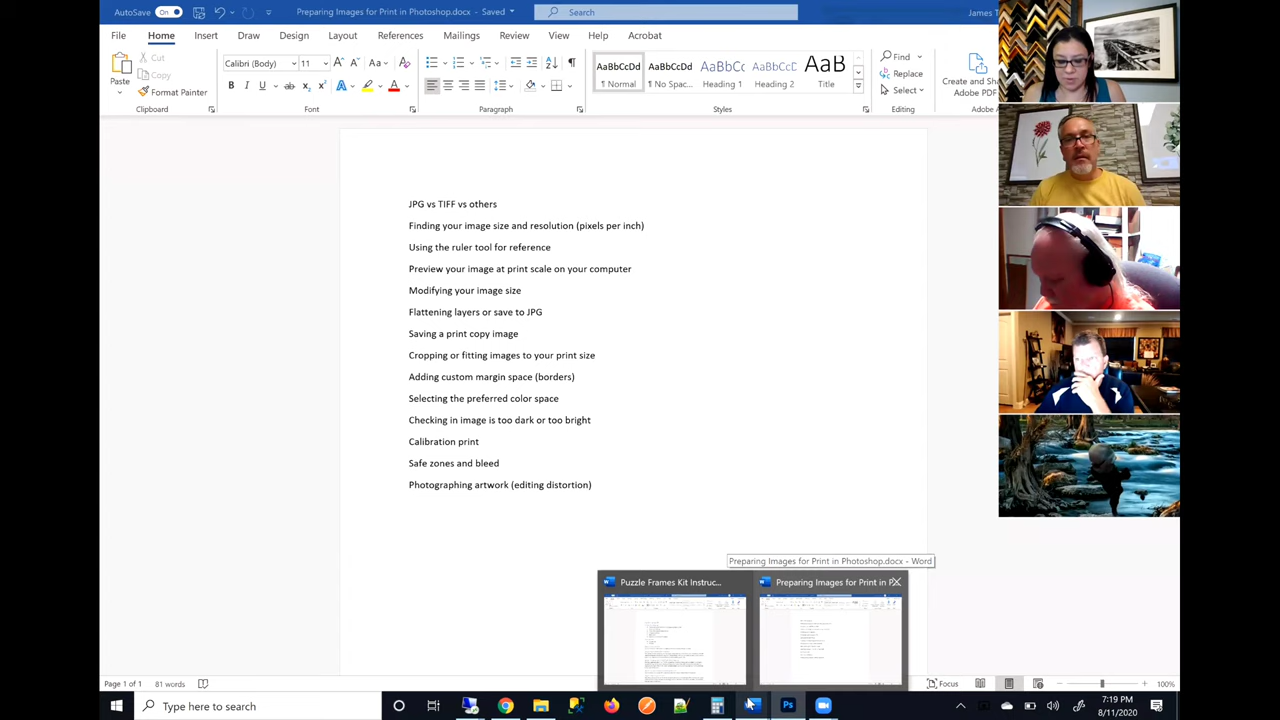 AutoSave On
Preparing Images for Print in Photoshop.docx - Saved
Search
James T
File Home Insert Draw Design Layout References Mailings Review View Help Acrobat
Paste
Cut
Copy
Format Painter
Clipboard
Calibri (Body) 11
Font
Paragraph
AaBbCcDd AaBbCcDd AaBbCc AaBbCcD AaB
¶ Normal ¶ No Spac... Heading 1 Heading 2 Title
Styles
Find
Replace
Select
Editing
Create and Sha
Adobe PDF
Adobe A
JPG vs TIFF vs others
Finding your image size and resolution (pixels per inch)
Using the ruler tool for reference
Preview your image at print scale on your computer
Modifying your image size
Flattening layers or save to JPG
Saving a print copy image
Cropping or fitting images to your print size
Adding custom margin space (borders)
Selecting the preferred color space
Checking in image is too dark or too bright
Calibration print
Safe zones and bleed
Photographing artwork (editing distortion)
Preparing Images for Print in Photoshop.docx - Word
Puzzle Frames Kit Instruc...
Preparing Images for Print in P
Page 1 of 1 81 words
Focus
100%
Type here to search
Ps
7:19 PM
8/11/2020